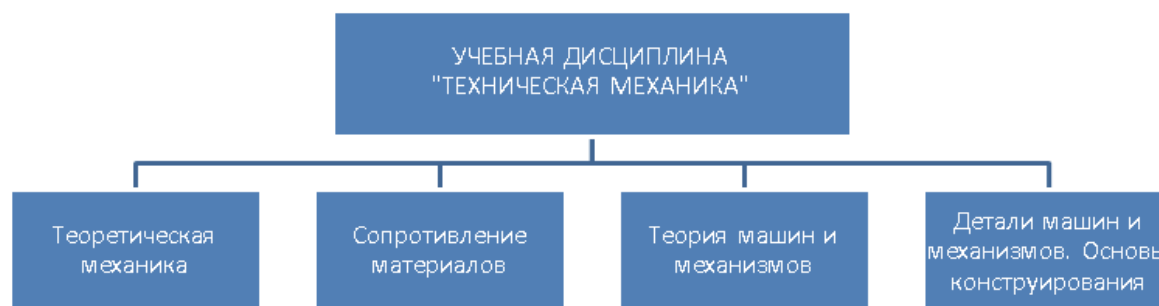 УЧЕБНАЯ ДИСЦИПЛИНА
"ТЕХНИЧЕСКАЯ МЕХАНИКА"
Теоретическая
механика
Сопротивление
материалов
Теория машин и
механизмов
Детали машин и
механизмов. Основы
конструирования